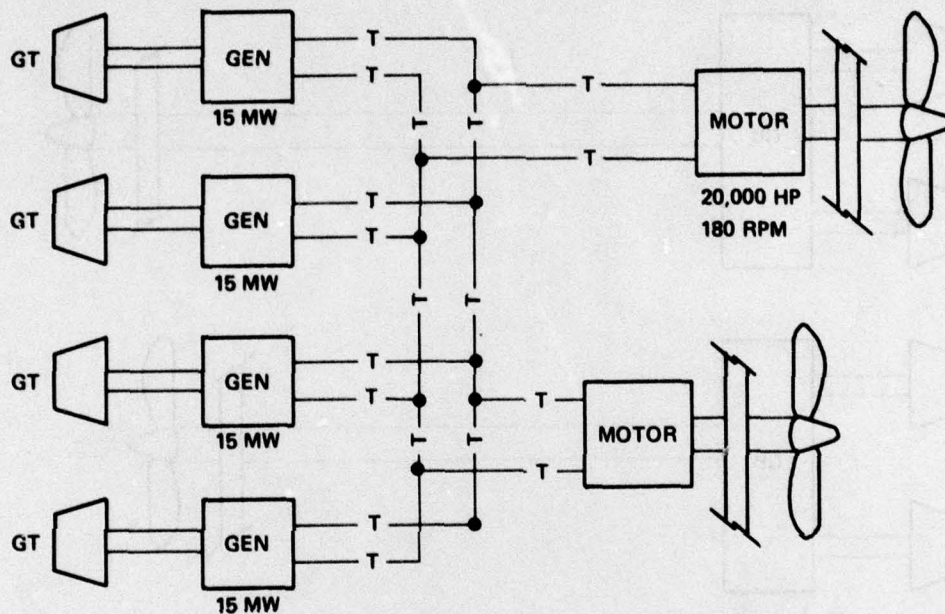 T
GT GEN T
15 MW
T
T T MOTOR
T
20,000 HP
T
180 RPM
GT GEN T
15 MW
T T
T
GT GEN T T
15 MW
T T MOTOR
T
T
GT GEN
T
15 MW